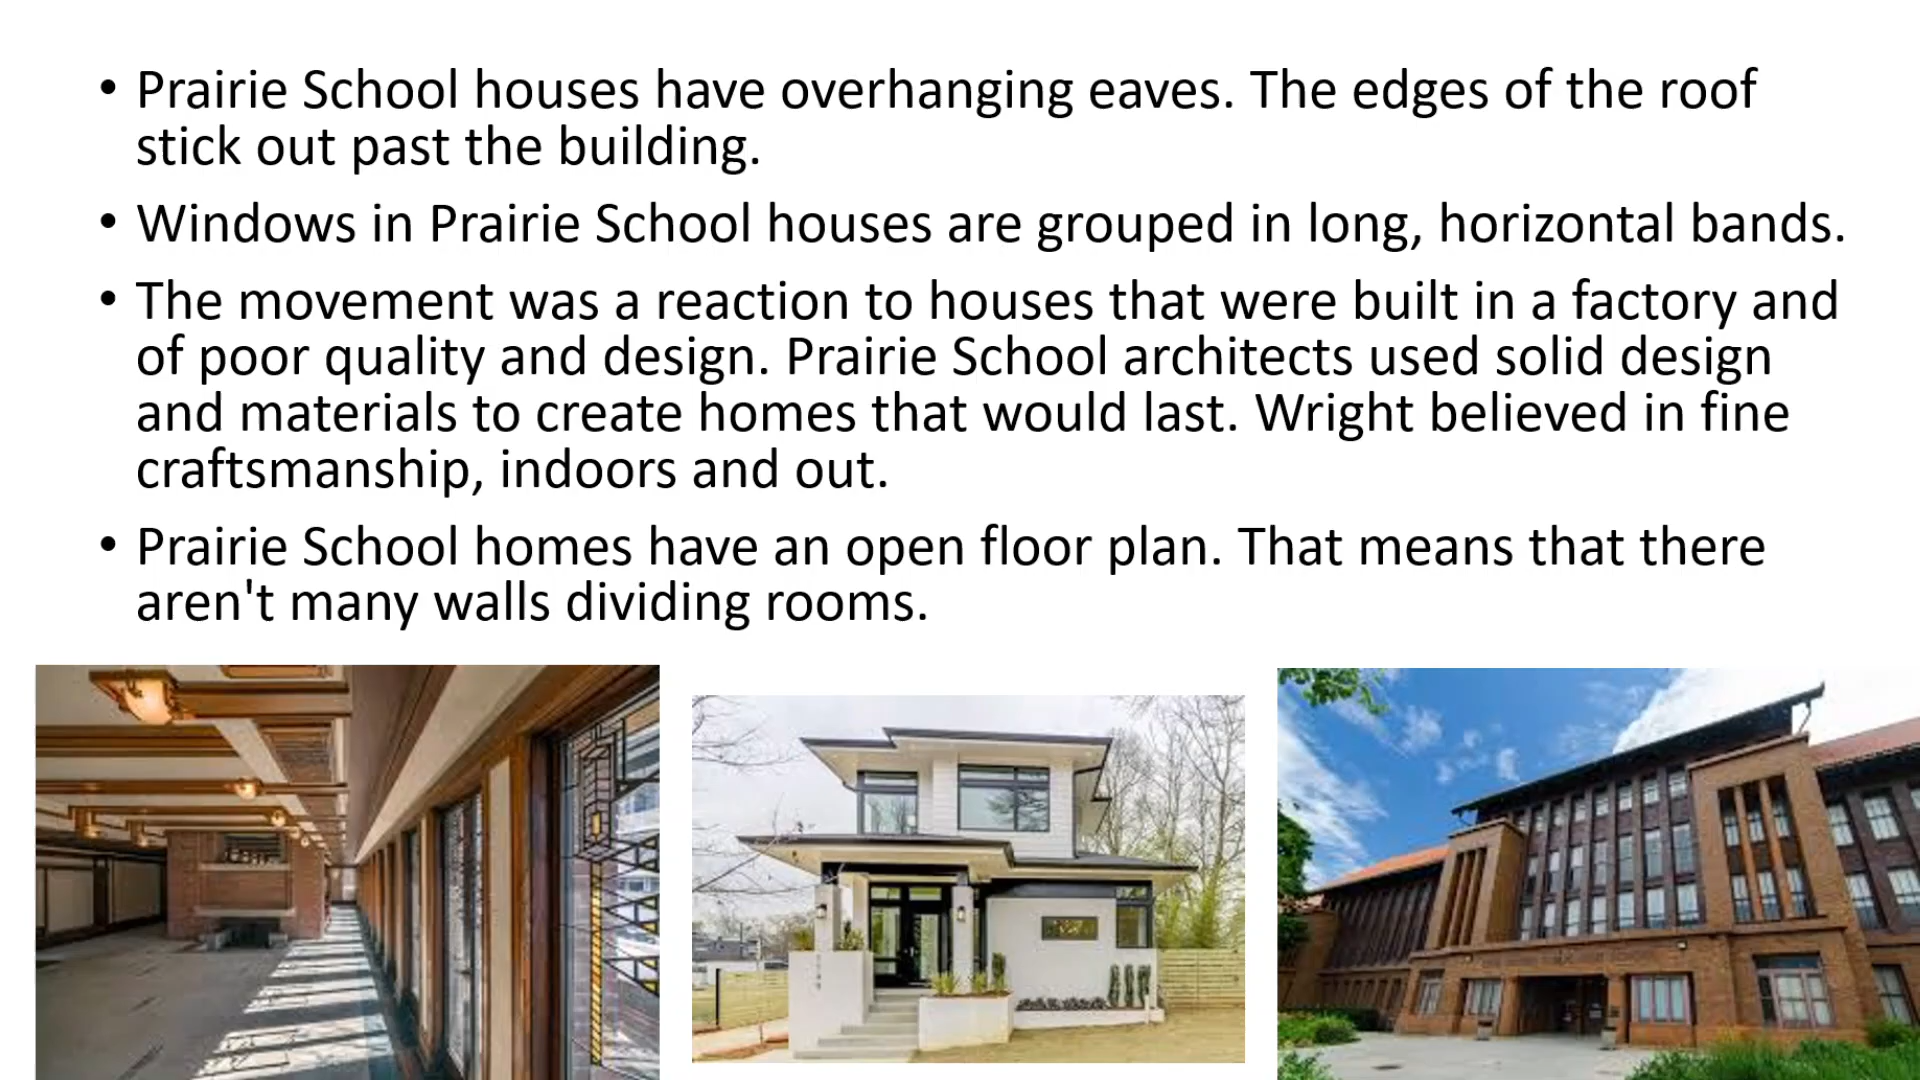 • Prairie School houses have overhanging eaves. The edges of the roof
stick out past the building.
• Windows in Prairie School houses are grouped in long, horizontal bands.
• The movement was a reaction to houses that were built in a factory and
of poor quality and design. Prairie School architects used solid design
and materials to create homes that would last. Wright believed in fine
craftsmanship, indoors and out.
• Prairie School homes have an open floor plan. That means that there
aren't many walls dividing rooms.